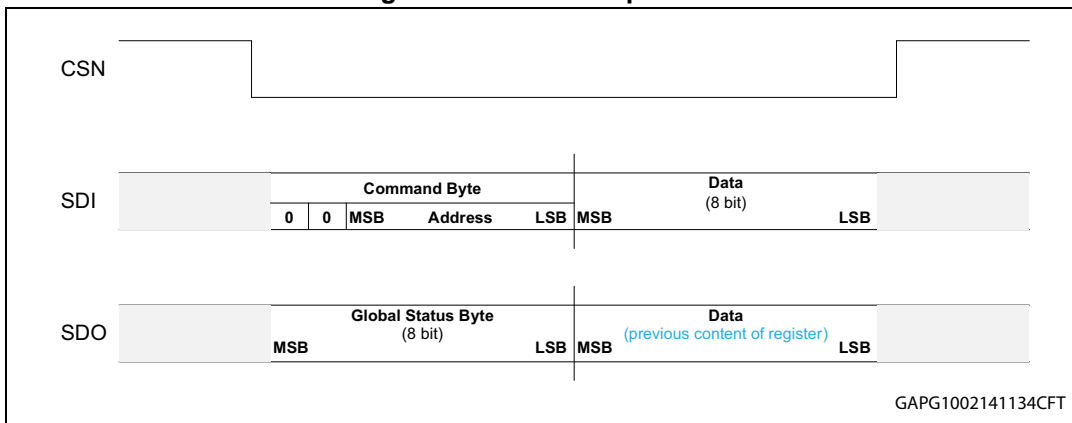 CSN
SDI
Command Byte
0 0 MSB Address LSB
Data
(8 bit)
MSB LSB
SDO
Global Status Byte
(8 bit)
MSB LSB
Data
(previous content of register)
MSB LSB
GAPG1002141134CFT